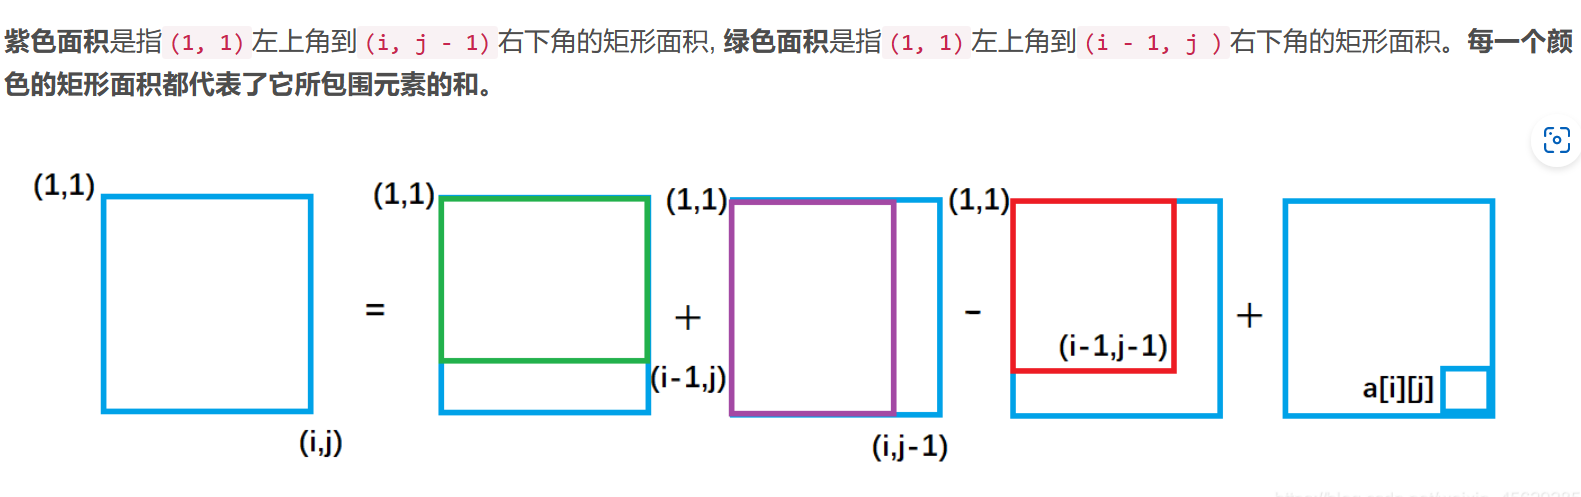 紫色面积是指(1, 1)左上角到(i, j - 1)右下角的矩形面积, 绿色面积是指(1, 1)左上角到(i - 1, j )右下角的矩形面积。每一个颜
色的矩形面积都代表了它所包围元素的和。
(1,1) (1,1) (1,1) (1,1)
= + - +
(i-1,j-1)
(i-1,j) a[i][j]
(i,j) (i,j-1)